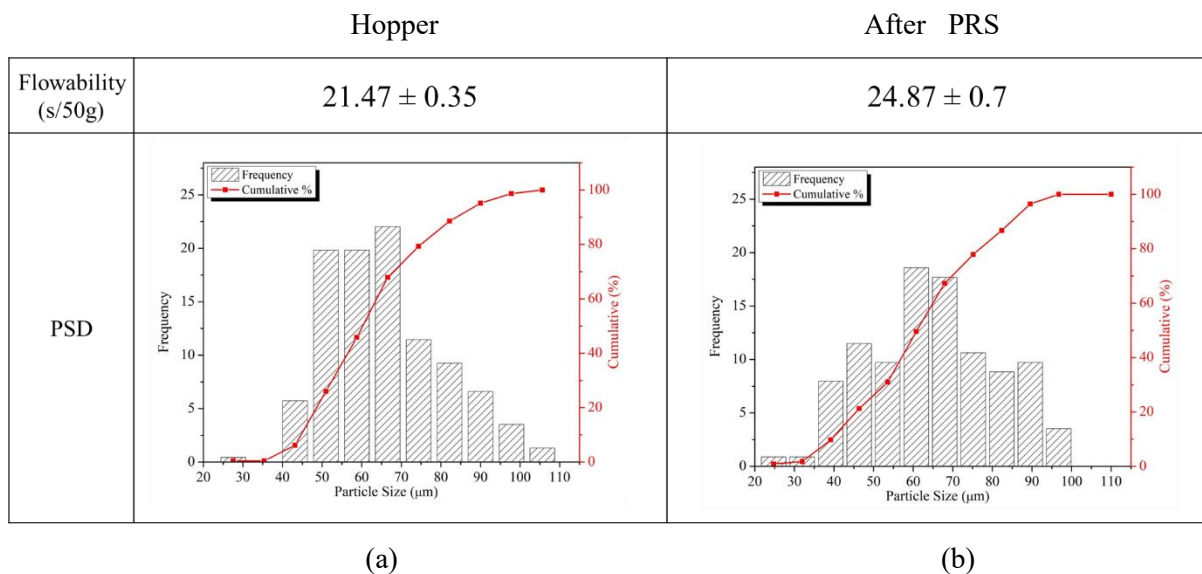 Hopper
After PRS
Flowability
(s/50g)
21.47 ± 0.35
24.87 ± 0.7
PSD
Frequency
Cumulative %
25
20
15
10
5
0
Frequency
100
80
60
40
20
0
Cumulative (%)
20 30 40 50 60 70 80 90 100 110
Particle Size (μm)
Frequency
Cumulative %
25
20
15
10
5
0
Frequency
100
80
60
40
20
0
Cumulative (%)
20 30 40 50 60 70 80 90 100 110
Particle Size (μm)
(a)
(b)